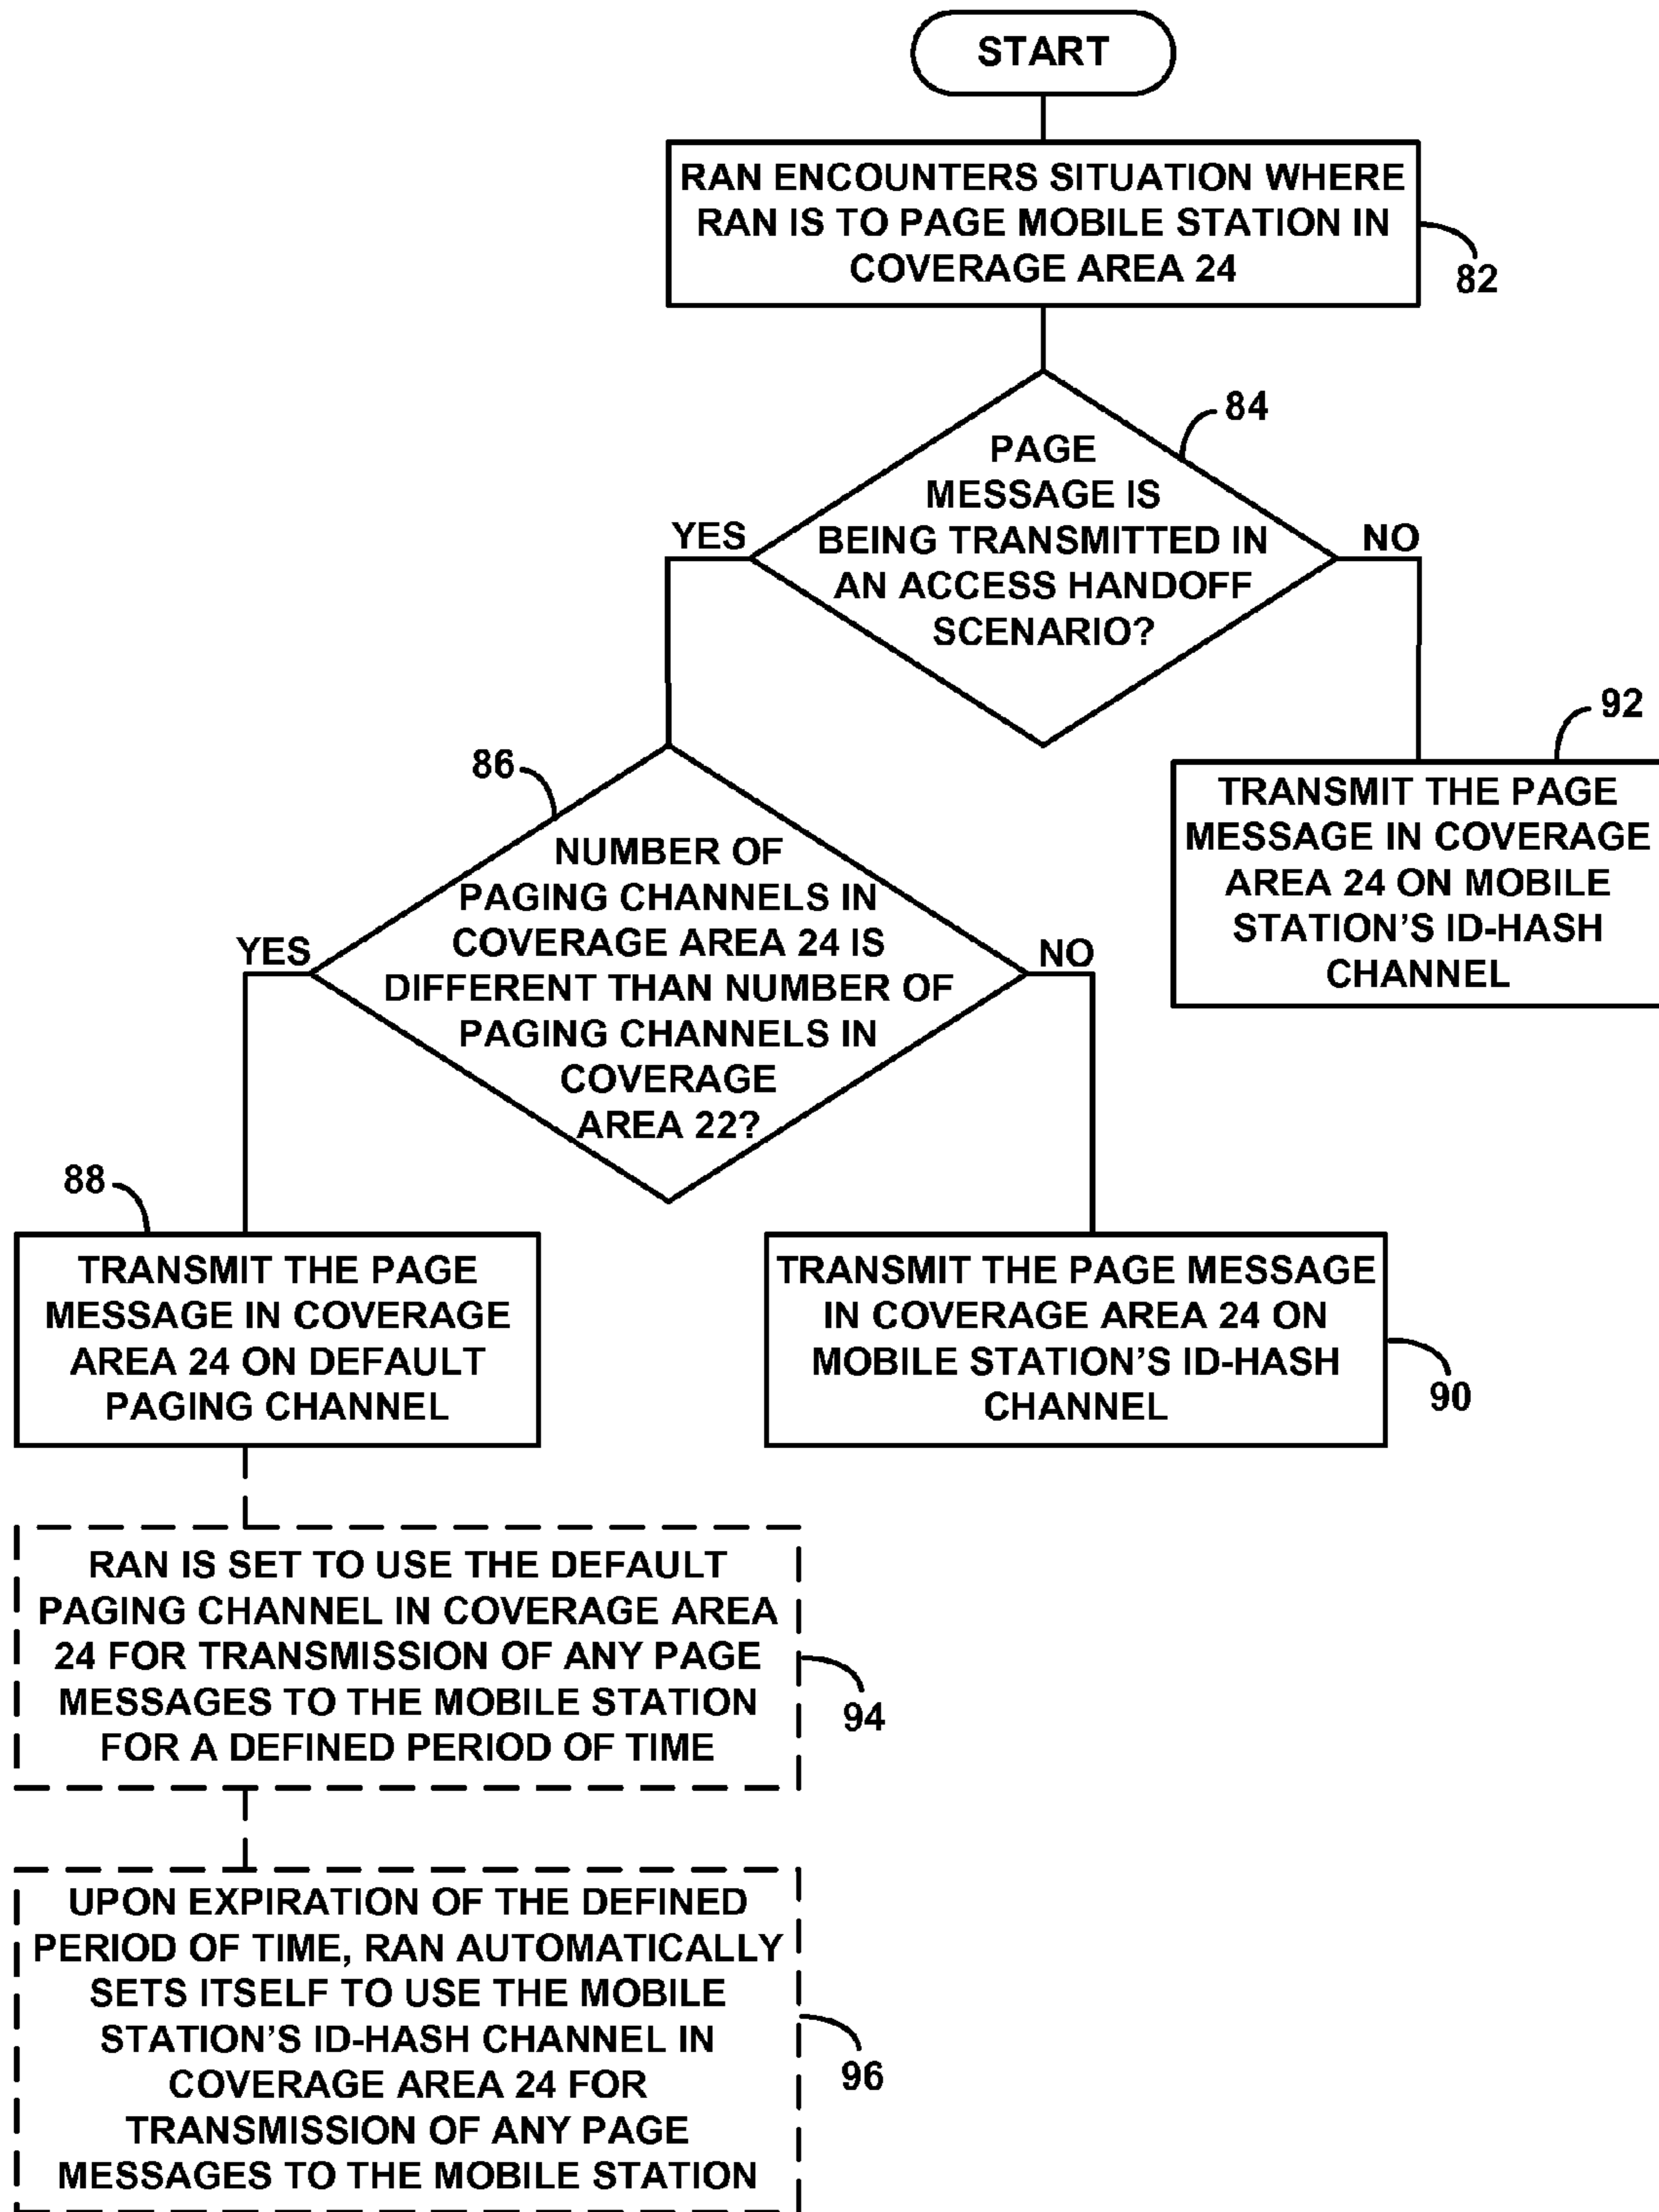 START
RAN ENCOUNTERS SITUATION WHERE
RAN IS TO PAGE MOBILE STATION IN
COVERAGE AREA 24
82
84
PAGE
MESSAGE IS
BEING TRANSMITTED IN
AN ACCESS HANDOFF
SCENARIO?
YES
NO
92
TRANSMIT THE PAGE
MESSAGE IN COVERAGE
AREA 24 ON MOBILE
STATION'S ID-HASH
CHANNEL
86
NUMBER OF
PAGING CHANNELS IN
COVERAGE AREA 24 IS
DIFFERENT THAN NUMBER OF
PAGING CHANNELS IN
COVERAGE
AREA 22?
YES
NO
88
TRANSMIT THE PAGE
MESSAGE IN COVERAGE
AREA 24 ON DEFAULT
PAGING CHANNEL
TRANSMIT THE PAGE MESSAGE
IN COVERAGE AREA 24 ON
MOBILE STATION'S ID-HASH
CHANNEL
90
RAN IS SET TO USE THE DEFAULT
PAGING CHANNEL IN COVERAGE AREA
24 FOR TRANSMISSION OF ANY PAGE
MESSAGES TO THE MOBILE STATION
FOR A DEFINED PERIOD OF TIME
94
UPON EXPIRATION OF THE DEFINED
PERIOD OF TIME, RAN AUTOMATICALLY
SETS ITSELF TO USE THE MOBILE
STATION'S ID-HASH CHANNEL IN
COVERAGE AREA 24 FOR
TRANSMISSION OF ANY PAGE
MESSAGES TO THE MOBILE STATION
96